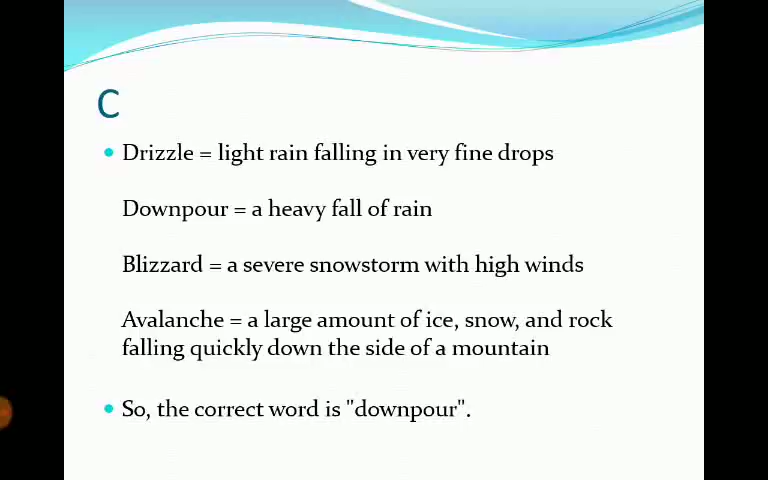 C
Drizzle = light rain falling in very fine drops
Downpour = a heavy fall of rain
Blizzard = a severe snowstorm with high winds
Avalanche = a large amount of ice, snow, and rock
falling quickly down the side of a mountain
So, the correct word is "downpour".